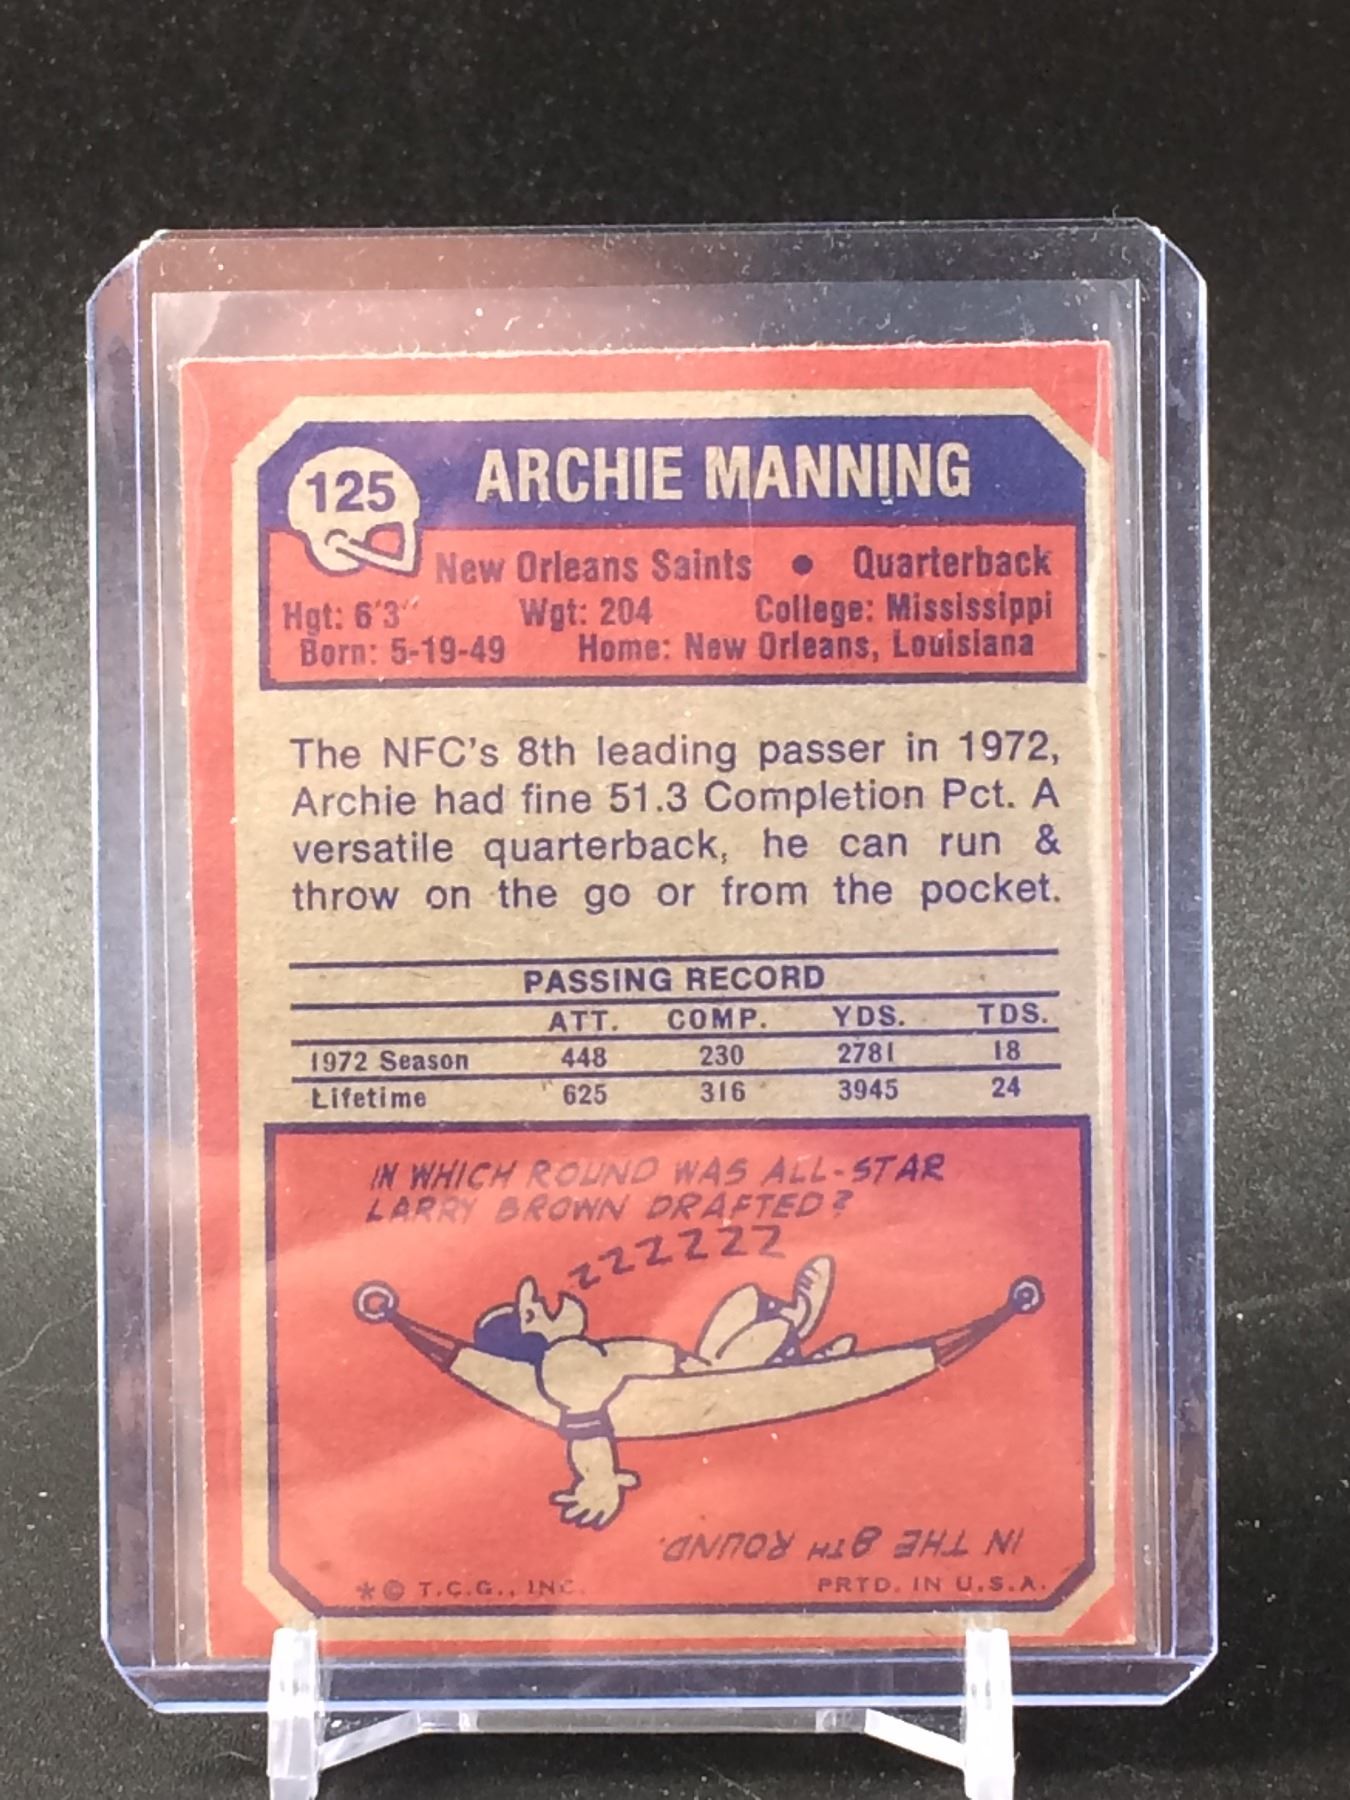 125
ARCHIE MANNING
New Orleans Saints • Quarterback
Hgt: 6'3" Wgt: 204 College: Mississippi
Born: 5-19-49 Home: New Orleans, Louisiana
The NFC's 8th leading passer in 1972,
Archie had fine 51.3 Completion Pct. A
versatile quarterback, he can run &
throw on the go or from the pocket.
PASSING RECORD
ATT. COMP. YDS. TDS.
1972 Season 448 230 2781 18
Lifetime 625 316 3945 24
IN WHICH ROUND WAS ALL-STAR
LARRY BROWN DRAFTED?
ZZZZZZZ
IN THE 8TH ROUND.
*© T.C.G., INC. PRTD. IN U.S.A.